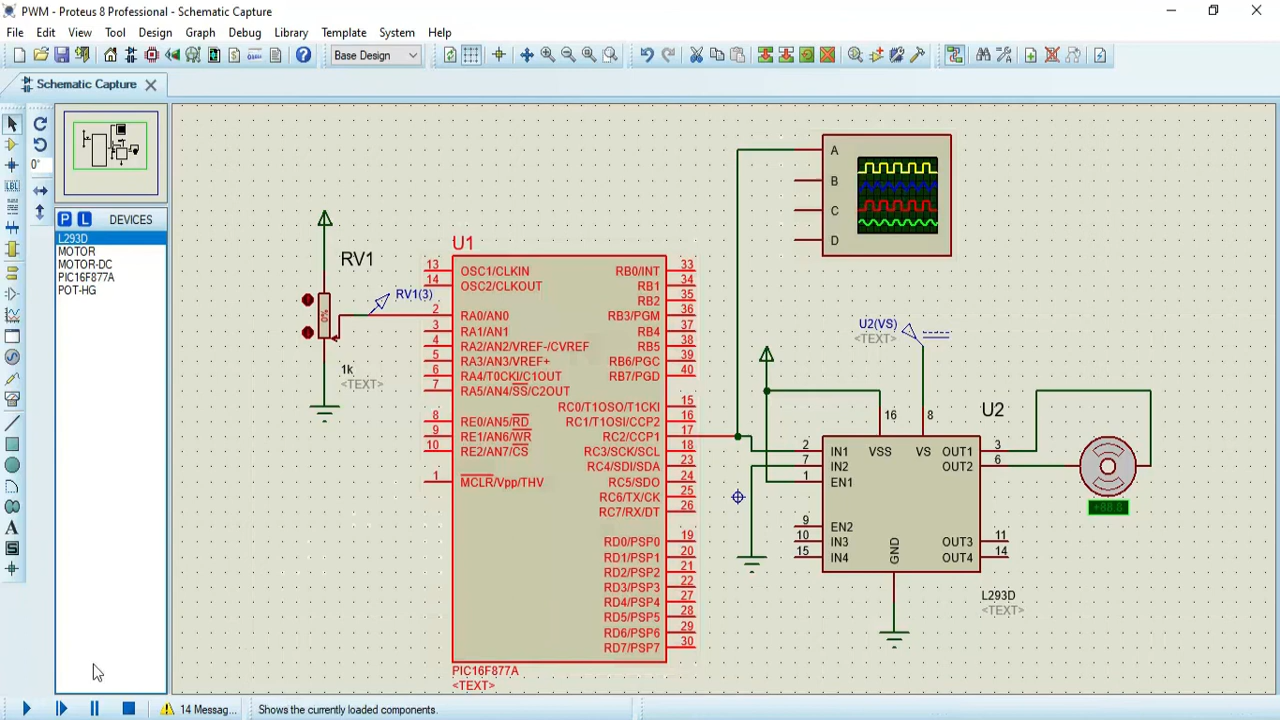 PWM - Proteus 8 Professional - Schematic Capture
File Edit View Tool Design Graph Debug Library Template System Help
Base Design
Schematic Capture
0°
LBL
P L DEVICES
L293D
MOTOR
MOTOR-DC
PIC16F877A
POT-HG
RV1
0%
RV1(3)
1k
<TEXT>
U1
13 OSC1/CLKIN
14 OSC2/CLKOUT
2 RA0/AN0
3 RA1/AN1
4 RA2/AN2/VREF-/CVREF
5 RA3/AN3/VREF+
6 RA4/T0CKI/C1OUT
7 RA5/AN4/SS/C2OUT
8 RE0/AN5/RD
9 RE1/AN6/WR
10 RE2/AN7/CS
1 MCLR/Vpp/THV
RB0/INT 33
RB1 34
RB2 35
RB3/PGM 36
RB4 37
RB5 38
RB6/PGC 39
RB7/PGD 40
RC0/T1OSO/T1CKI 15
RC1/T1OSI/CCP2 16
RC2/CCP1 17
RC3/SCK/SCL 18
RC4/SDI/SDA 23
RC5/SDO 24
RC6/TX/CK 25
RC7/RX/DT 26
RD0/PSP0 19
RD1/PSP1 20
RD2/PSP2 21
RD3/PSP3 22
RD4/PSP4 27
RD5/PSP5 28
RD6/PSP6 29
RD7/PSP7 30
PIC16F877A
<TEXT>
A
B
C
D
U2(VS)
<TEXT>
U2
16 8
2 IN1 VSS VS OUT1 3
7 IN2 OUT2 6
1 EN1
9 EN2
10 IN3 OUT3 11
15 IN4 OUT4 14
GND
L293D
<TEXT>
+88.8
14 Messag...
Shows the currently loaded components.